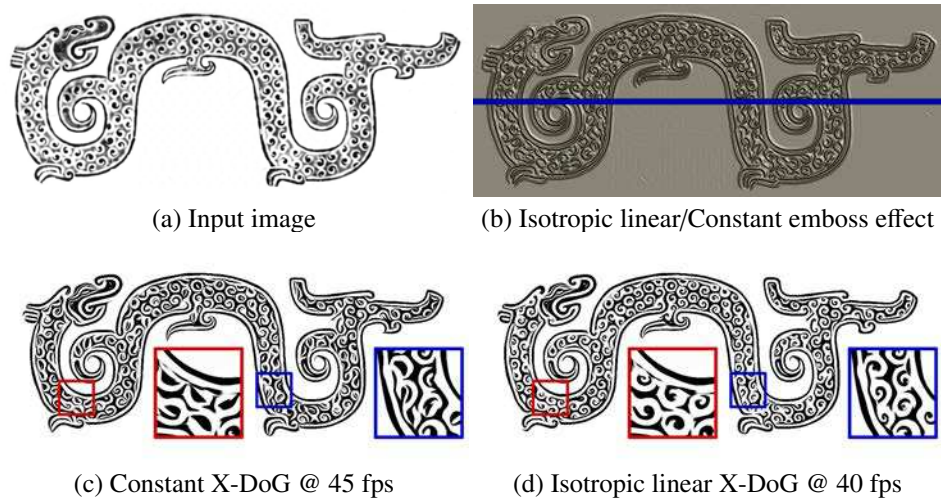 (a) Input image
(b) Isotropic linear/Constant emboss effect
(c) Constant X-DoG @ 45 fps
(d) Isotropic linear X-DoG @ 40 fps